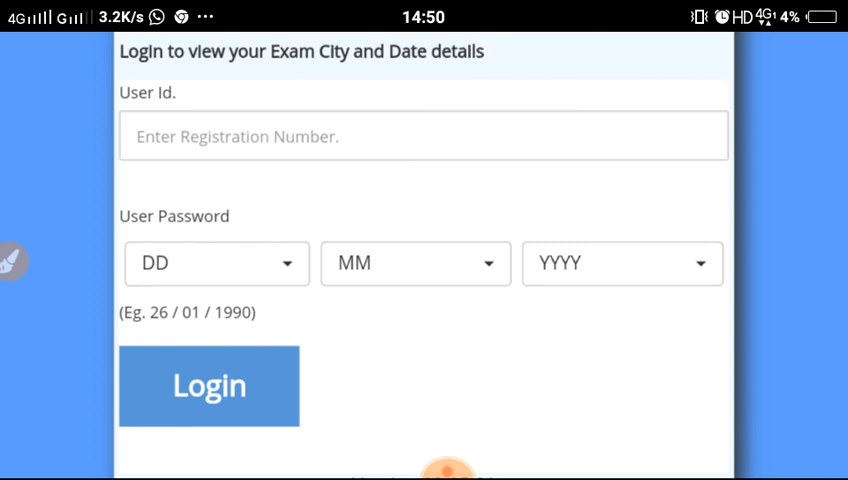 4G G 3.2K/s ... 14:50 HD 4G 1 4%
Login to view your Exam City and Date details
User Id.
Enter Registration Number.
User Password
DD MM YYYY
(Eg. 26 / 01 / 1990)
Login